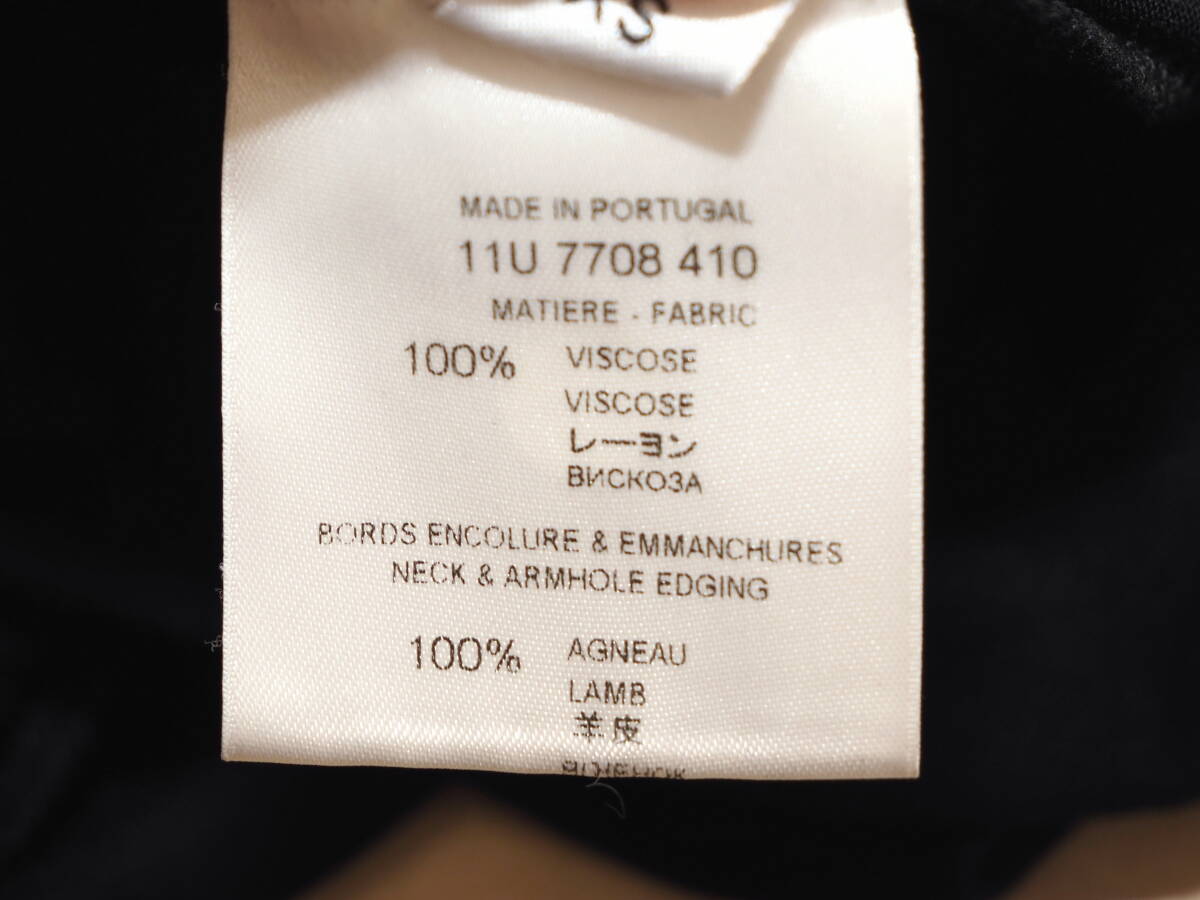 MADE IN PORTUGAL
11U 7708 410
MATIERE - FABRIC
100% VISCOSE
VISCOSE
レーヨン
ВИСКОЗА
BORDS ENCOLURE & EMMANCHURES
NECK & ARMHOLE EDGING
100% AGNEAU
LAMB
羊皮